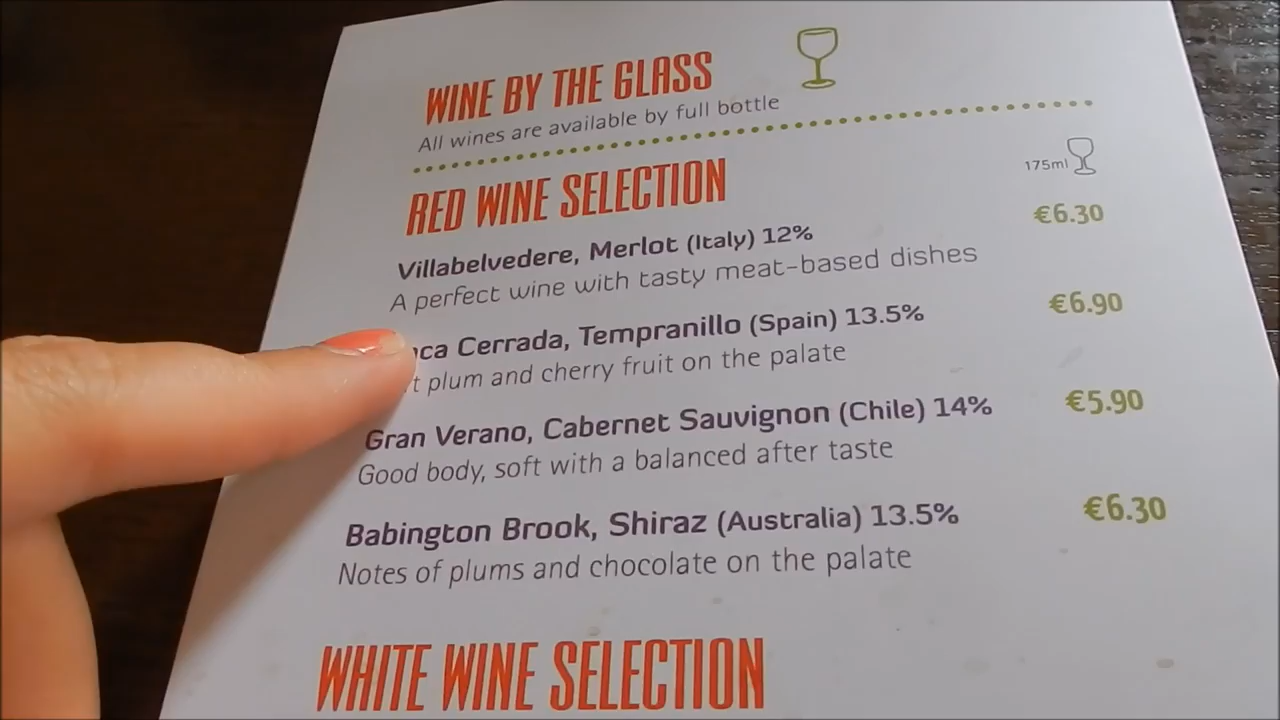 WINE BY THE GLASS
All wines are available by full bottle
175ml
RED WINE SELECTION
Villabelvedere, Merlot (Italy) 12% €6.30
A perfect wine with tasty meat-based dishes
Cerrada, Tempranillo (Spain) 13.5% €6.90
plum and cherry fruit on the palate
Gran Verano, Cabernet Sauvignon (Chile) 14% €5.90
Good body, soft with a balanced after taste
Babington Brook, Shiraz (Australia) 13.5% €6.30
Notes of plums and chocolate on the palate
WHITE WINE SELECTION